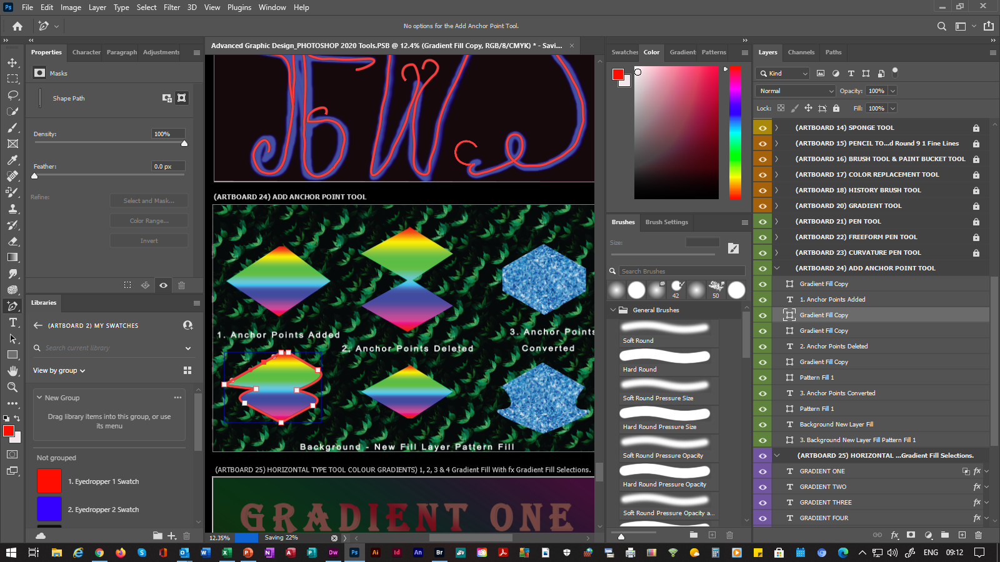 Ps File Edit Image Layer Type Select Filter 3D View Plugins Window Help
No options for the Add Anchor Point Tool.
Properties Character Paragraph Adjustments
Masks
Shape Path
Density: 100%
Feather: 0.0 px
Refine: Select and Mask...
Color Range...
Invert
Libraries
(ARTBOARD 2) MY SWATCHES
Search current library
View by group
New Group
Drag library items into this group, or use
its menu
Not grouped
1. Eyedropper 1 Swatch
2. Eyedropper 2 Swatch
Advanced Graphic Design_PHOTOSHOP 2020 Tools.PSB @ 12.4% (Gradient Fill Copy, RGB/8/CMYK) * - Savi...
(ARTBOARD 24) ADD ANCHOR POINT TOOL
1. Anchor Points Added
2. Anchor Points Deleted
3. Anchor Points
Converted
Background - New Fill Layer Pattern Fill
(ARTBOARD 25) HORIZONTAL TYPE TOOL COLOUR GRADIENTS) 1, 2, 3 & 4 Gradient Fill With fx Gradient Fill Selections.
GRADIENT ONE
12.35% Saving 22%
Swatches Color Gradient Patterns
Brushes Brush Settings
Size:
Search Brushes
42 50
General Brushes
Soft Round
Hard Round
Soft Round Pressure Size
Hard Round Pressure Size
Soft Round Pressure Opacity
Hard Round Pressure Opacity
Soft Round Pressure Opacity a...
Layers Channels Paths
Kind
Normal Opacity: 100%
Lock: Fill: 100%
(ARTBOARD 14) SPONGE TOOL
(ARTBOARD 15) PENCIL TO...d Round 9 1 Fine Lines
(ARTBOARD 16) BRUSH TOOL & PAINT BUCKET TOOL
(ARTBOARD 17) COLOR REPLACEMENT TOOL
(ARTBOARD 18) HISTORY BRUSH TOOL
(ARTBOARD 20) GRADIENT TOOL
(ARTBOARD 21) PEN TOOL
(ARTBOARD 22) FREEFORM PEN TOOL
(ARTBOARD 23) CURVATURE PEN TOOL
(ARTBOARD 24) ADD ANCHOR POINT TOOL
Gradient Fill Copy
1. Anchor Points Added
Gradient Fill Copy
Gradient Fill Copy
2. Anchor Points Deleted
Gradient Fill Copy
Pattern Fill 1
3. Anchor Points Converted
Pattern Fill 1
Background New Layer Fill
3. Background New Layer Fill Pattern Fill 1
(ARTBOARD 25) HORIZONTAL ...Gradient Fill Selections.
GRADIENT ONE fx
GRADIENT TWO fx
GRADIENT THREE fx
GRADIENT FOUR fx
ENG 09:12